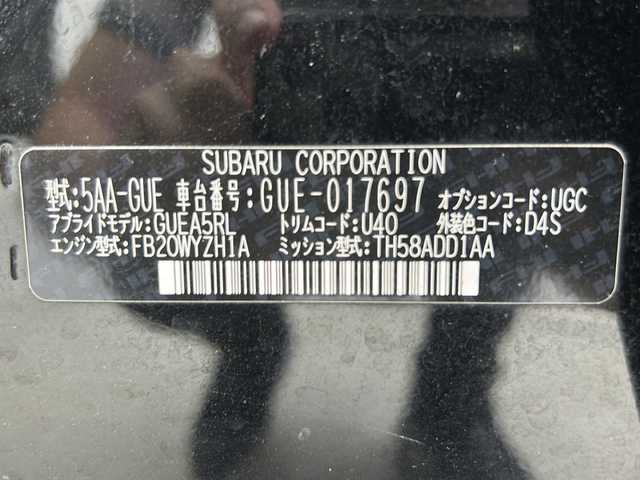 SUBARU CORPORATION
型式:5AA-GUE 車台番号:GUE-017697 オプションコード:UGC
アプライドモデル:GUEA5RL トリムコード:U40 外装色コード:D4S
エンジン型式:FB20WYZH1A ミッション型式:TH58ADD1AA